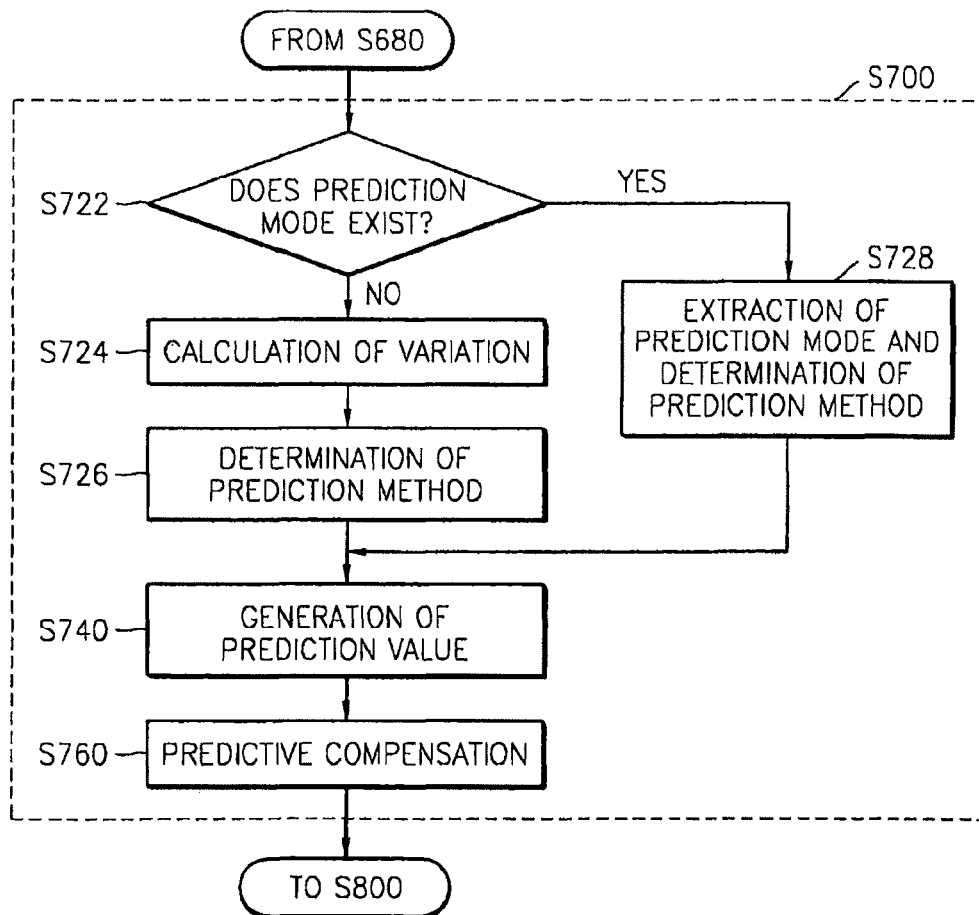 FROM S680
S700
S722
DOES PREDICTION
MODE EXIST?
YES
NO
S728
EXTRACTION OF
PREDICTION MODE AND
DETERMINATION OF
PREDICTION METHOD
S724
CALCULATION OF VARIATION
S726
DETERMINATION OF
PREDICTION METHOD
S740
GENERATION OF
PREDICTION VALUE
S760
PREDICTIVE COMPENSATION
TO S800